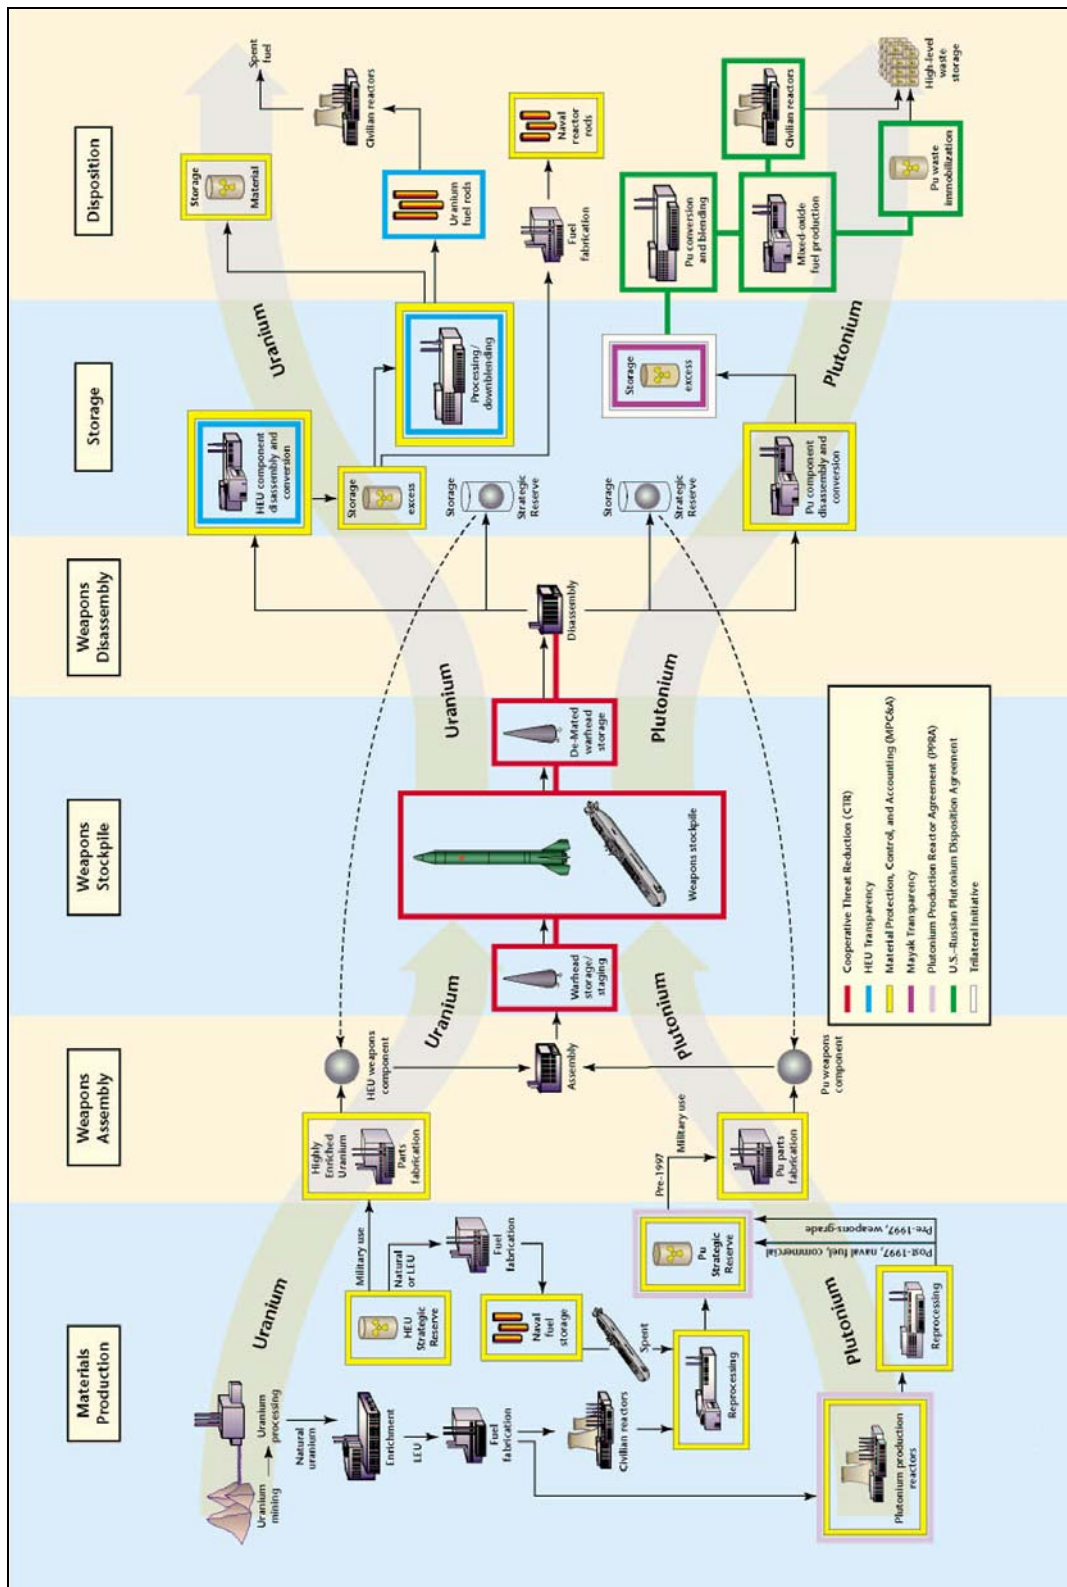 Materials
Production
Weapons
Assembly
Weapons
Stockpile
Weapons
Disassembly
Storage
Disposition
Uranium
mining
Uranium
processing
Natural
uranium
Enrichment
LEU
Fuel
fabrication
Civilian reactors
Uranium
HEU
Strategic
Reserve
Military use
Natural
or LEU
Fuel
fabrication
Naval
fuel
storage
Spent
Reprocessing
Pu
Strategic
Reserve
Plutonium production
reactors
Reprocessing
Plutonium
Post-1997, naval fuel, commercial
Pre-1997, weapons-grade
Pre-1997
Military use
Highly
Enriched
Uranium
Parts
fabrication
HEU weapons
component
Assembly
Pu parts
fabrication
Pu weapons
component
Uranium
Plutonium
Warhead
storage/
staging
Weapons stockpile
De-Mated
warhead
storage
Uranium
Plutonium
Disassembly
HEU component
disassembly and
conversion
Storage
excess
Storage
Strategic
Reserve
Storage
Strategic
Reserve
Pu component
disassembly and
conversion
Processing/
downblending
Storage
excess
Uranium
Plutonium
Storage
Material
Uranium
fuel rods
Civilian reactors
Spent
fuel
Fuel
fabrication
Naval
reactor
rods
Pu conversion
and blending
Mixed-oxide
fuel production
Civilian reactors
Pu waste
immobilization
High-level
waste
storage
Cooperative Threat Reduction (CTR)
HEU Transparency
Material Protection, Control, and Accounting (MPC&A)
Mayak Transparency
Plutonium Production Reactor Agreement (PPRA)
U.S.–Russian Plutonium Disposition Agreement
Trilateral Initiative